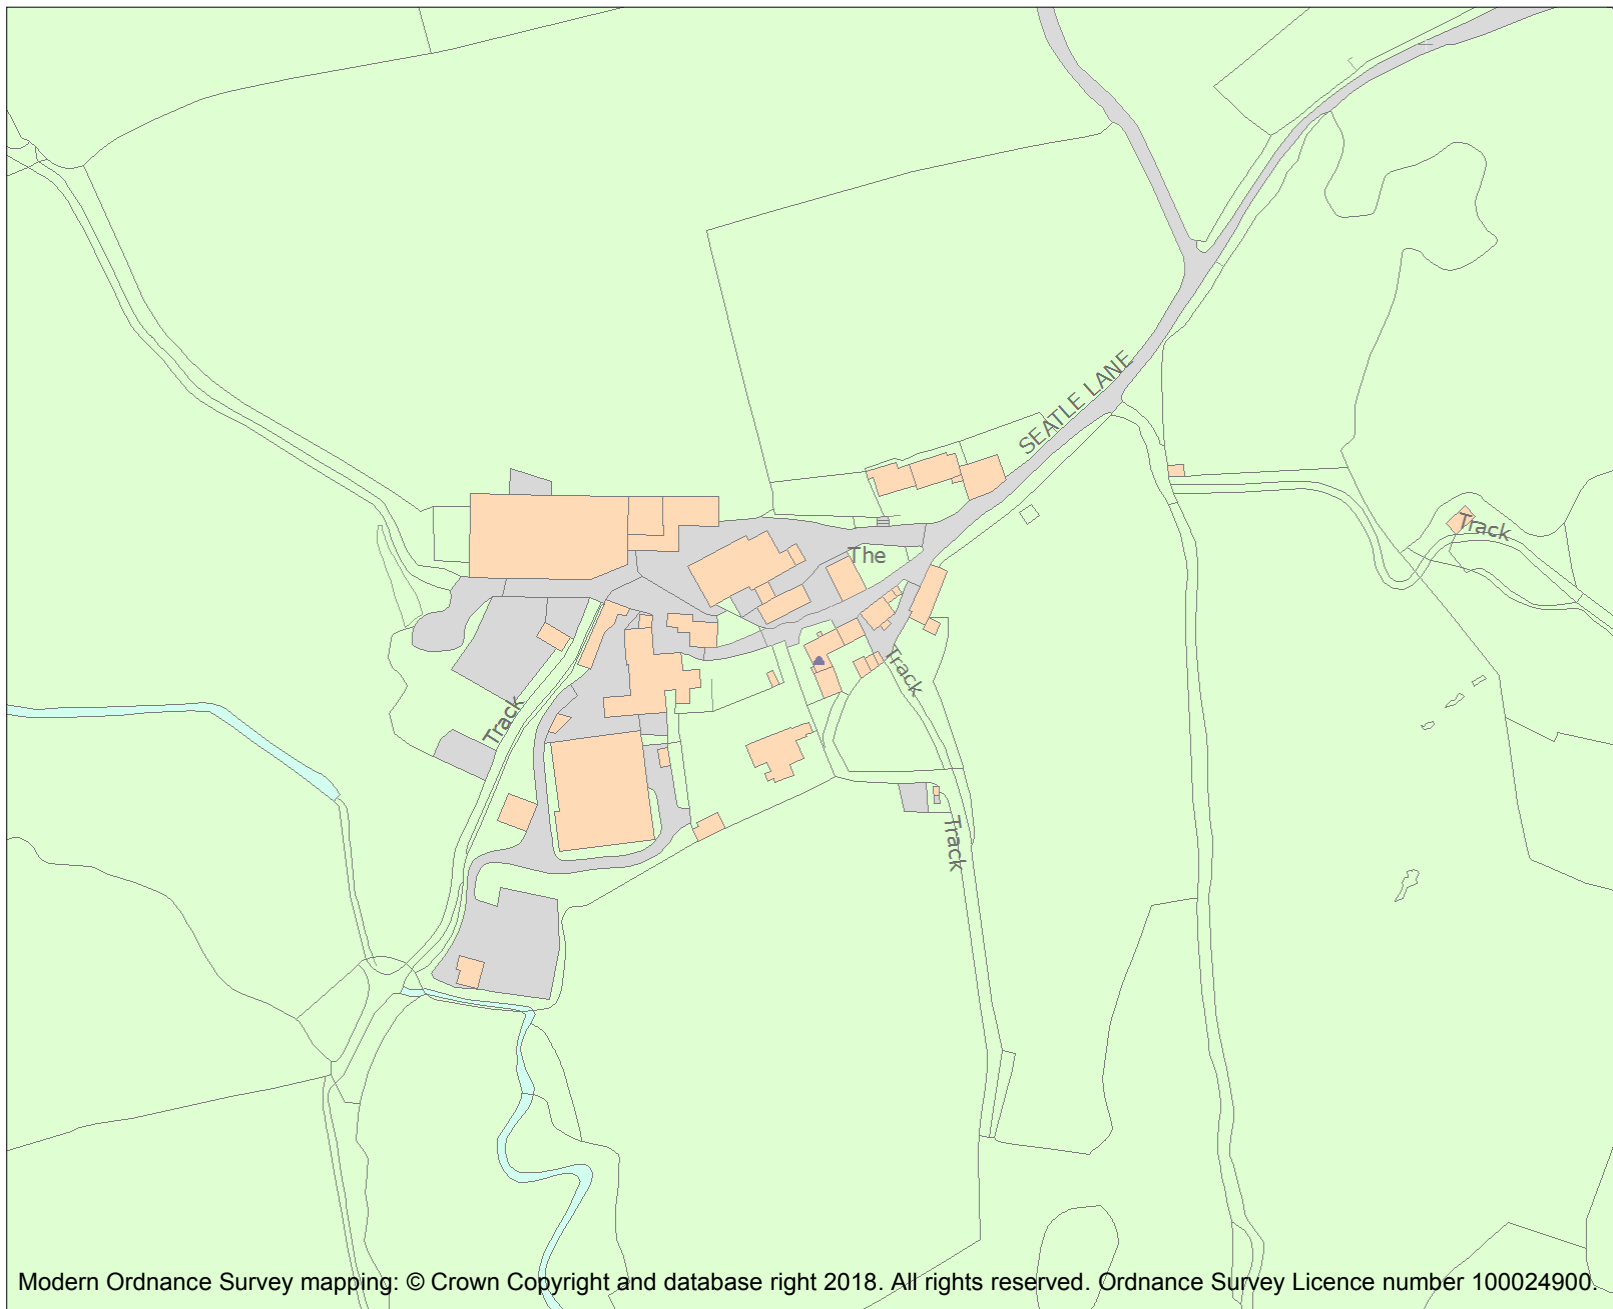 SEATLE LANE
Track
The
Track
Track
Track
Modern Ordnance Survey mapping: © Crown Copyright and database right 2018. All rights reserved. Ordnance Survey Licence number 100024900.